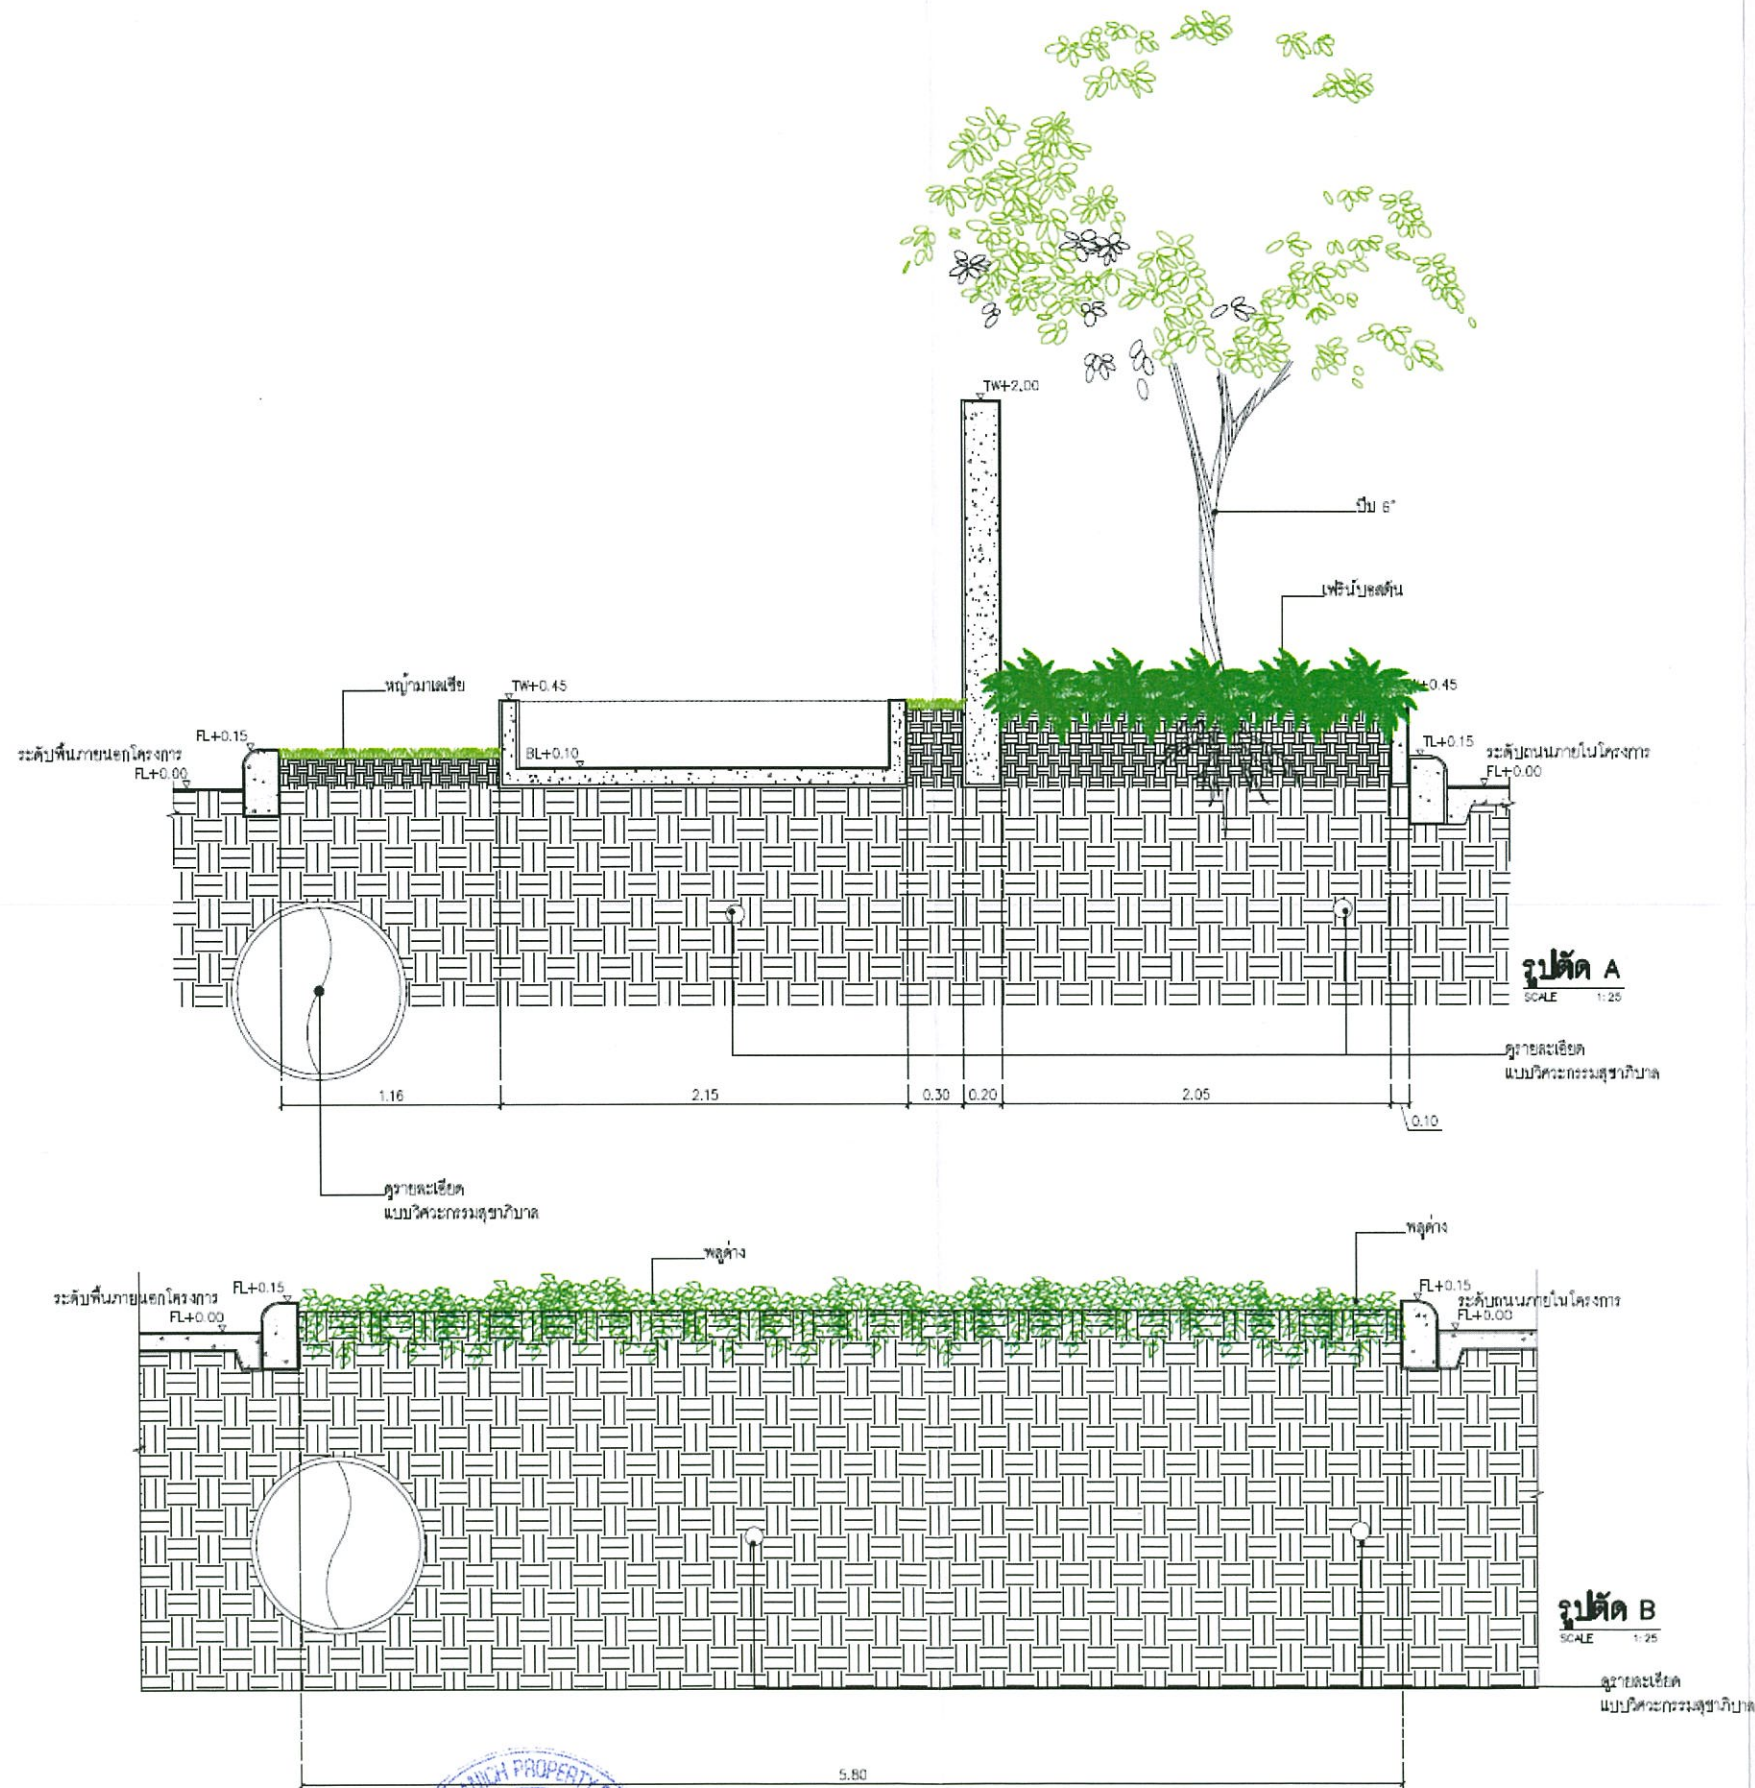 TW+2.00
ปีบ 6"
เฟริน์บอสตัน
หญ้ามาเลเซีย
TW+0.45
+0.45
FL+0.15
ระดับพื้นภายนอกโครงการ
FL+0.00
BL+0.10
TL+0.15
ระดับถนนภายในโครงการ
FL+0.00
รูปตัด A
SCALE 1:25
ดูรายละเอียด
แบบวิศวะกรรมสุขาภิบาล
1.16
2.15
0.30
0.20
2.05
0.10
ดูรายละเอียด
แบบวิศวะกรรมสุขาภิบาล
พลูด่าง
พลูด่าง
FL+0.15
ระดับพื้นภายนอกโครงการ
FL+0.00
FL+0.15
ระดับถนนภายในโครงการ
FL+0.00
รูปตัด B
SCALE 1:25
ดูรายละเอียด
แบบวิศวะกรรมสุขาภิบาล
5.80
PROPERTY